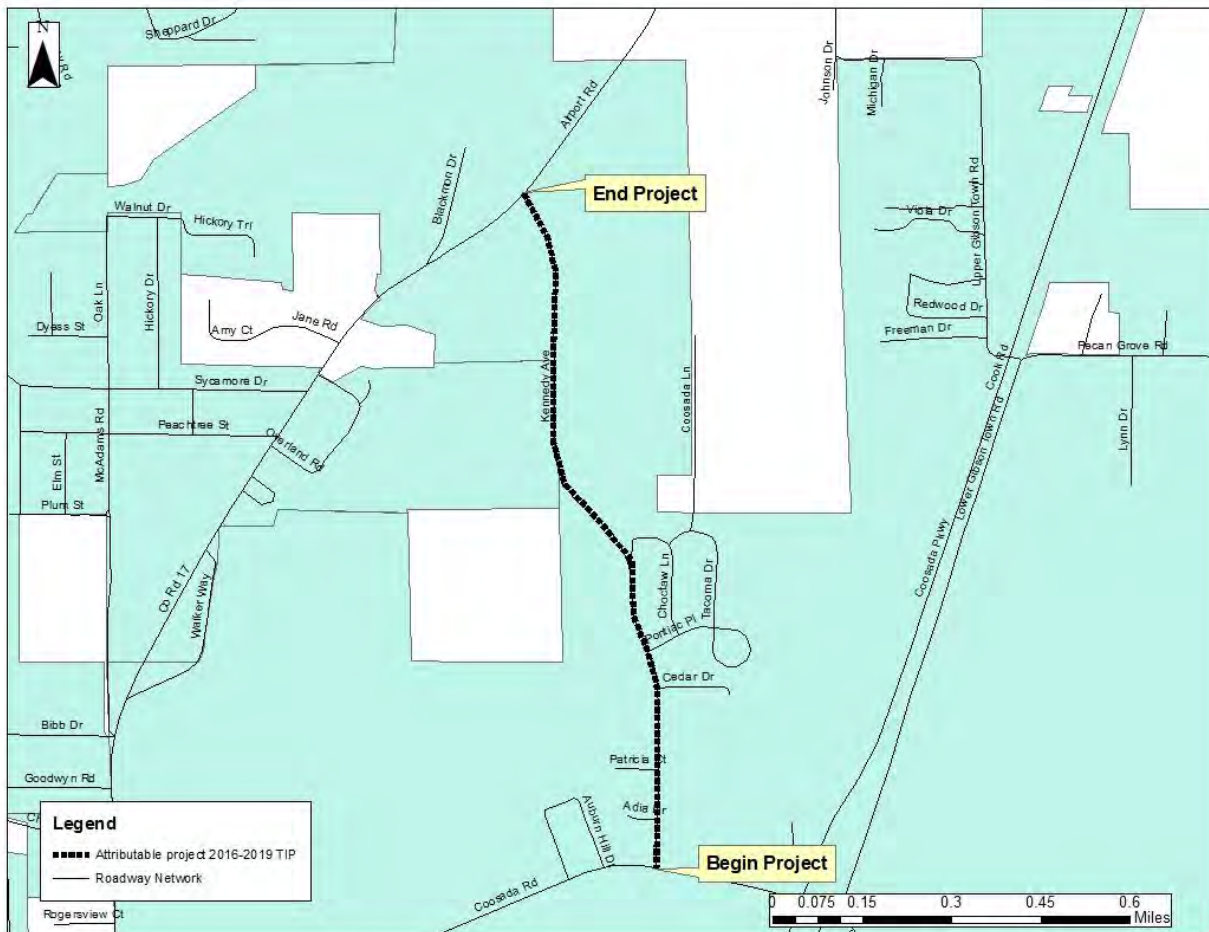 N
Sheppard Dr
Airport Rd
Johnson Dr
Michigan Dr
Blackmon Dr
End Project
Upper Gibson Town Rd
Walnut Dr
Hickory Trl
Viola Dr
Oak Ln
Hickory Dr
Redwood Dr
Dyess St
Amy Ct
Jane Rd
Freeman Dr
Pecan Grove Rd
Cook Rd
Sycamore Dr
Kennedy Ave
Coosada Ln
Peachtree St
McAdams Rd
Overland Rd
Lynn Dr
Elm St
Lower Gibson Town Rd
Plum St
Coosada Pkwy
Co Rd 17
Walker Way
Choctaw Ln
Tacoma Dr
Pontiac Pl
Cedar Dr
Bibb Dr
Patricia Ct
Goodwyn Rd
Adia Dr
Auburn Hill Dr
Begin Project
Coosada Rd
Legend
Attributable project 2016-2019 TIP
Roadway Network
Rogersview Ct
0 0.075 0.15 0.3 0.45 0.6
Miles